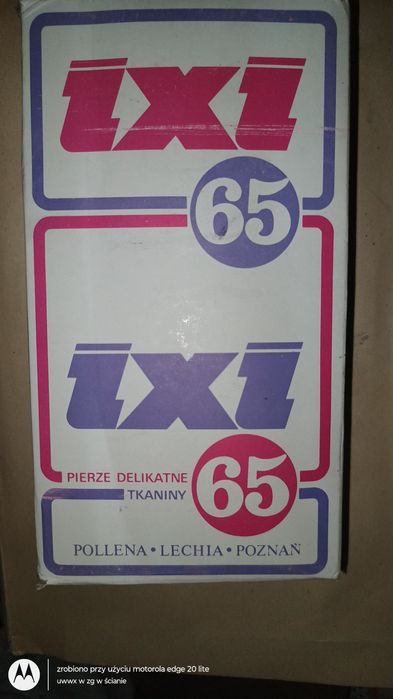 ixi
65
ixi
PIERZE DELIKATNE
TKANINY
65
POLLENA • LECHIA • POZNAŃ
zrobiono przy użyciu motorola edge 20 lite
uwwx w zg w ścianie